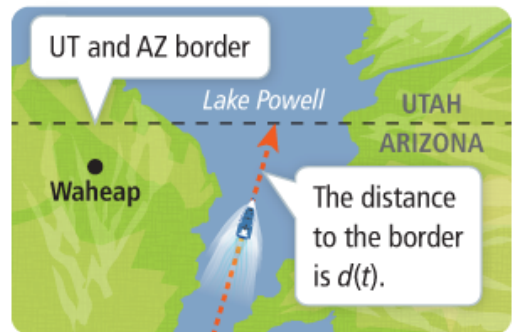 UT and AZ border
Lake Powell
UTAH
ARIZONA
Waheap
The distance
to the border
is d(t).